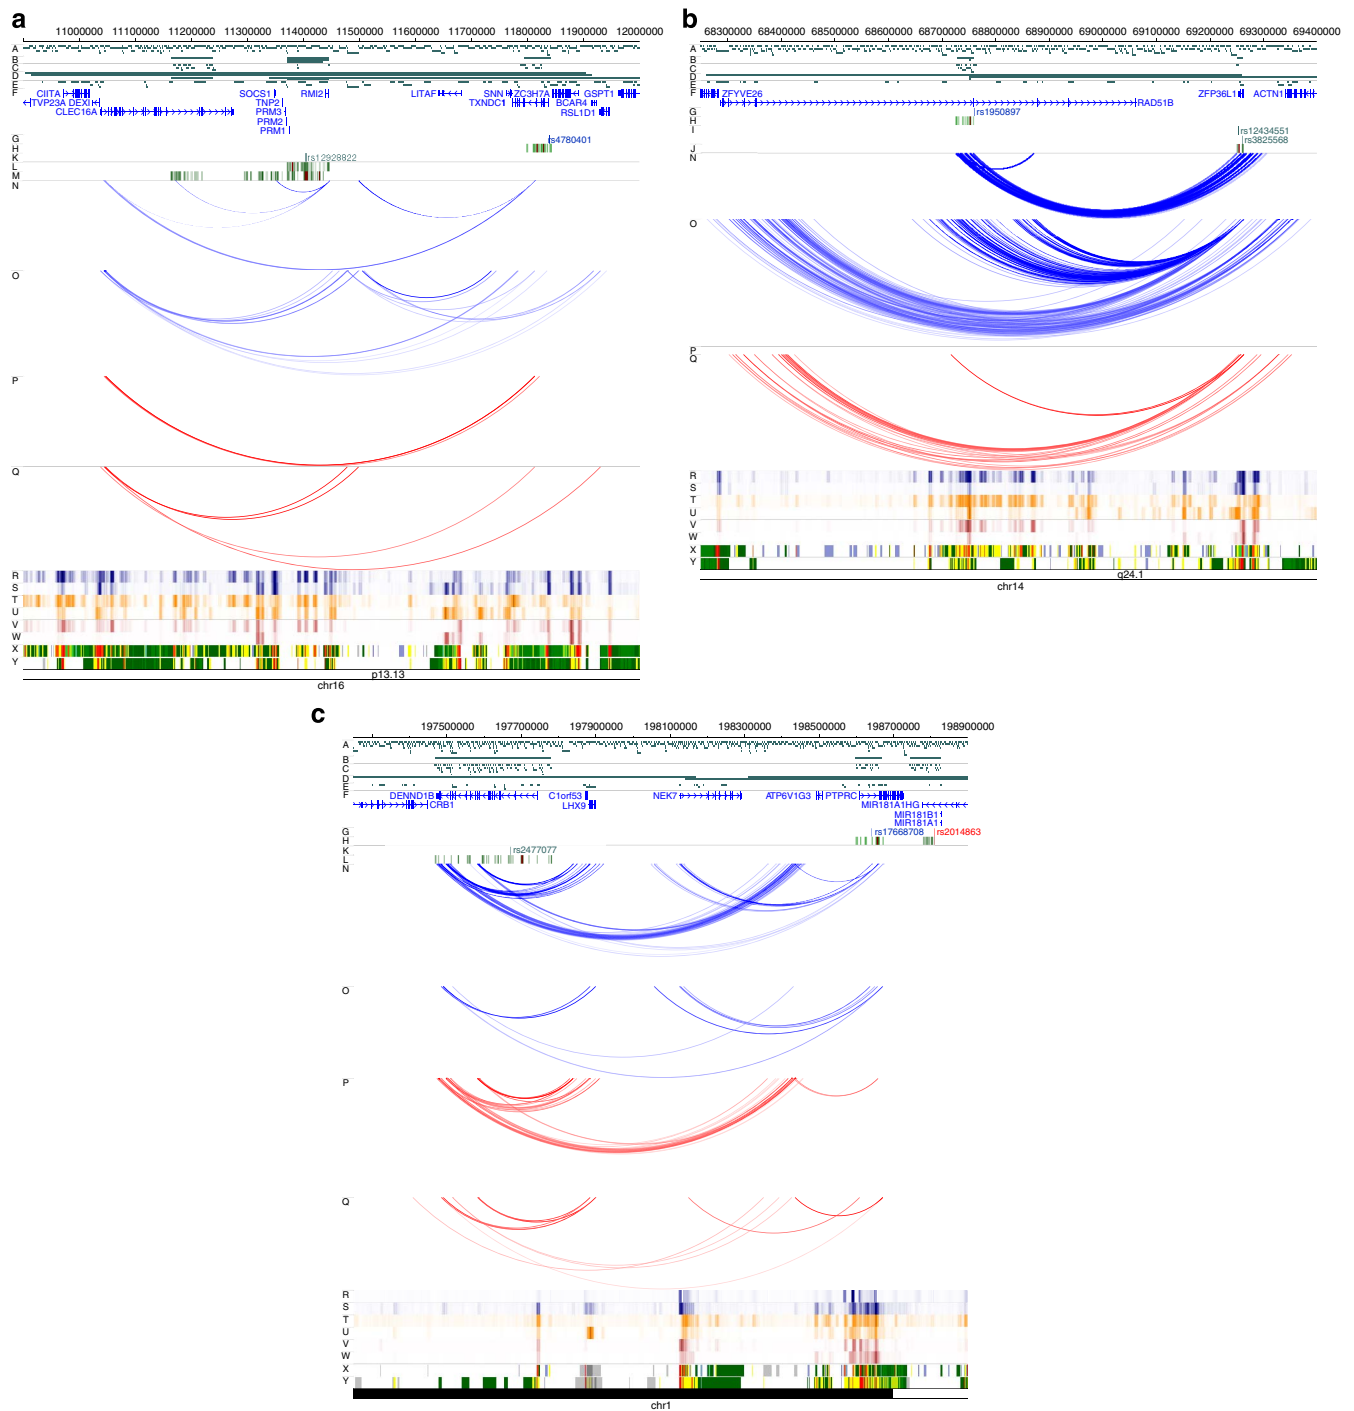 a
11000000 11100000 11200000 11300000 11400000 11500000 11600000 11700000 11800000 11900000 12000000
A
B
C
D
E
F
CIITA SOCS1 RMI2 LITAF SNN ZC3H7A GSPT1
TVP23A DEXI TNP2 TXNDC1 BCAR4
CLEC16A PRM3 RSL1D1
PRM2
PRM1
G
rs4780401
H
K
rs12928822
L
M
N
O
P
Q
R
S
T
U
V
W
X
Y
p13.13
chr16
b
68300000 68400000 68500000 68600000 68700000 68800000 68900000 69000000 69100000 69200000 69300000 69400000
A
B
C
D
E
F
ZFYVE26 ZFP36L1 ACTN1
RAD51B
G
rs1950897
H
I
rs12434551
rs3825568
J
N
O
P
Q
R
S
T
U
V
W
X
Y
q24.1
chr14
c
197500000 197700000 197900000 198100000 198300000 198500000 198700000 198900000
A
B
C
D
E
F
DENND1B C1orf53 NEK7 ATP6V1G3 PTPRC
CRB1 LHX9 MIR181A1HG
MIR181B1
MIR181A1
G
rs17668708 rs2014863
H
K
rs2477077
L
N
O
P
Q
R
S
T
U
V
W
X
Y
chr1